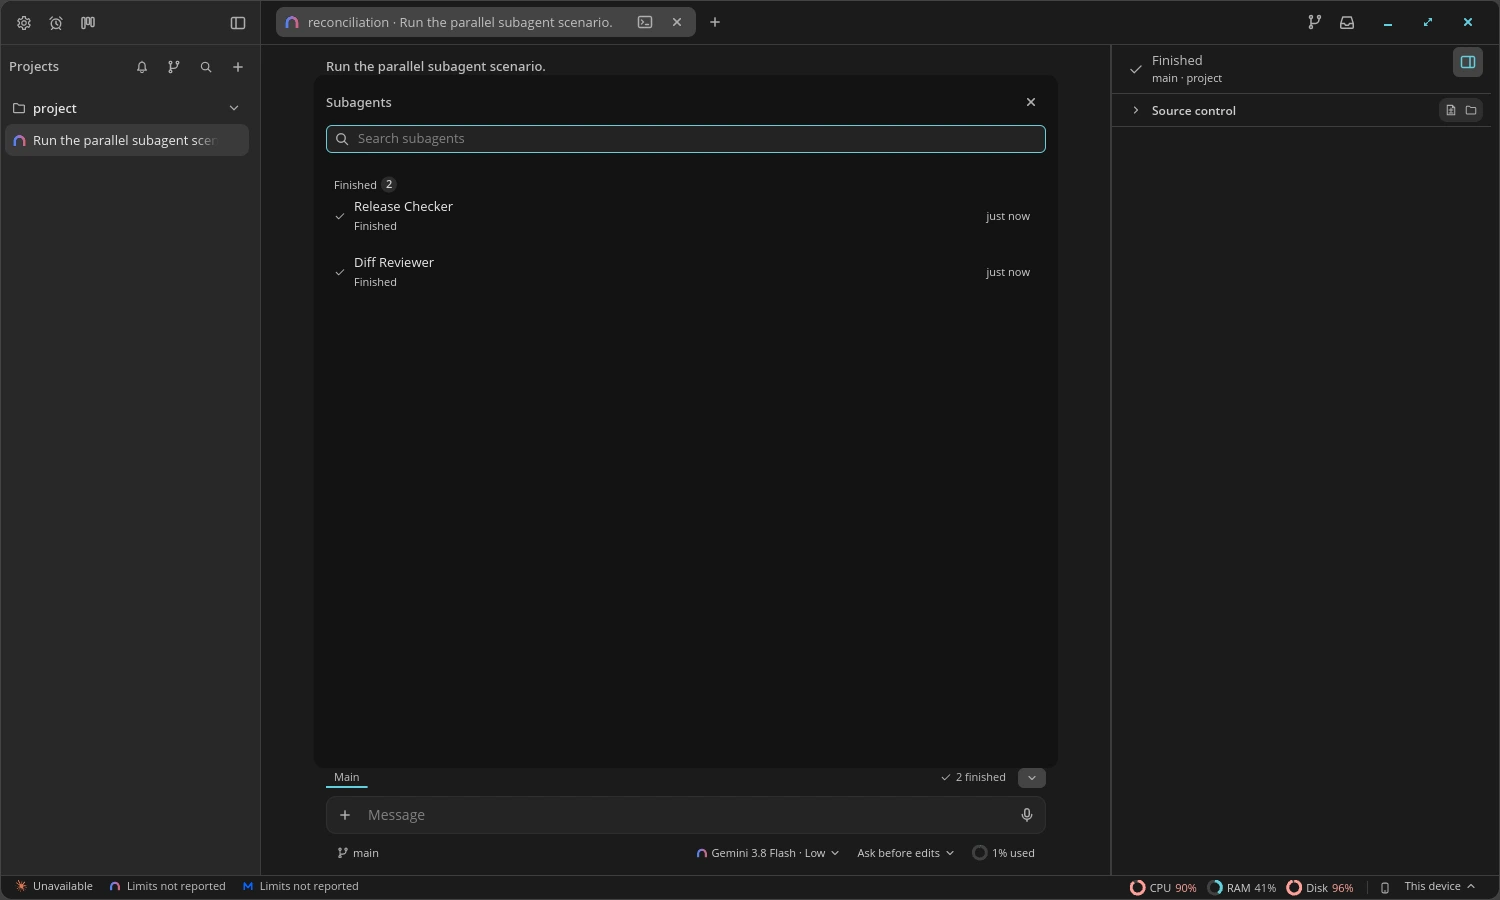 reconciliation · Run the parallel subagent scenario.
Projects
project
Run the parallel subagent scen
Run the parallel subagent scenario.
Subagents
Search subagents
Finished 2
Release Checker
Finished
just now
Diff Reviewer
Finished
just now
Main
2 finished
Message
main
Gemini 3.8 Flash · Low
Ask before edits
1% used
Finished
main · project
Source control
Unavailable
Limits not reported
Limits not reported
CPU 90%
RAM 41%
Disk 96%
This device